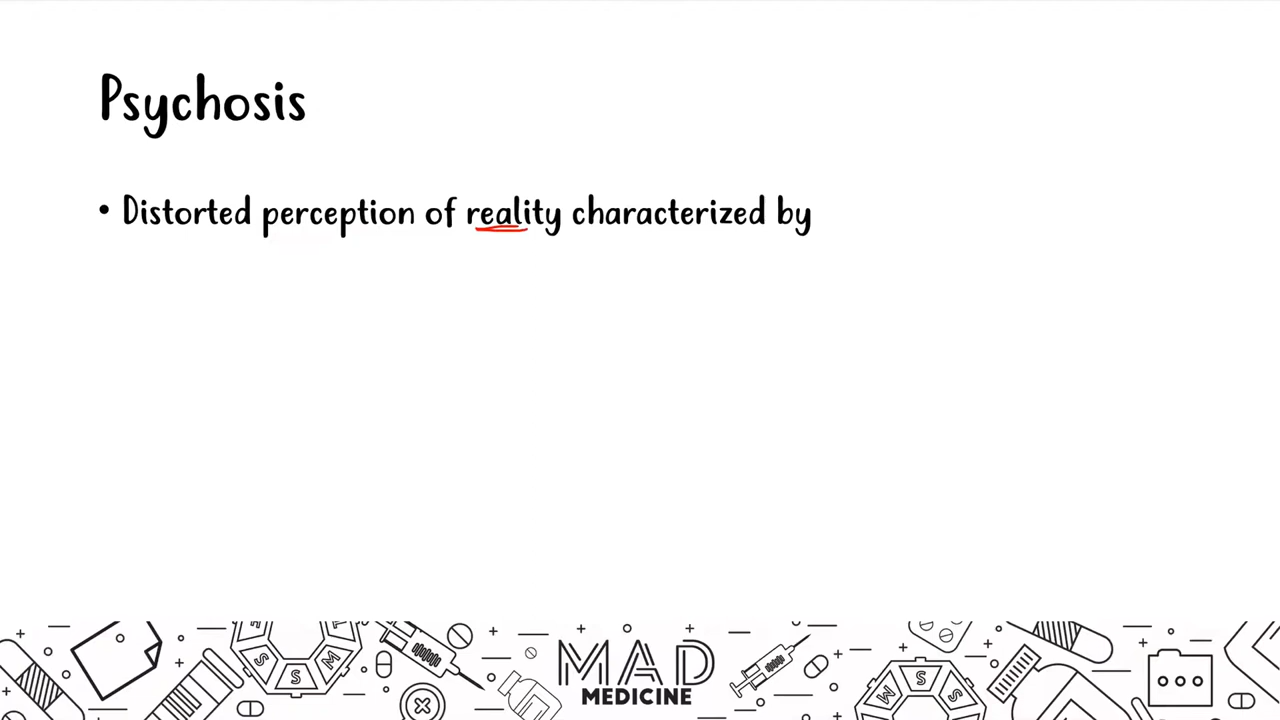 Psychosis
• Distorted perception of reality characterized by
S
S
M
MAD
MEDICINE
M
S
S